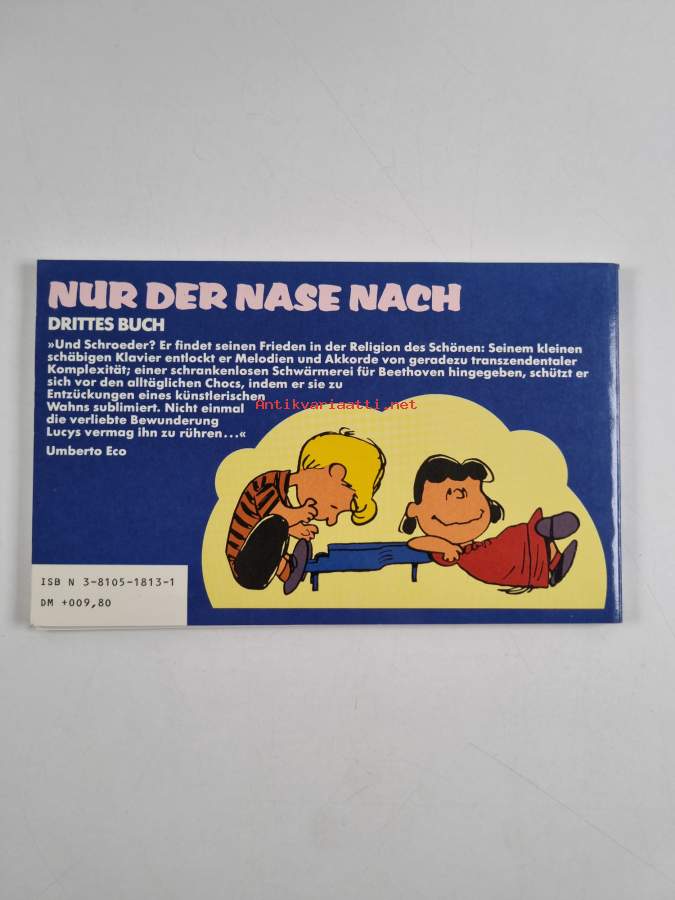 NUR DER NASE NACH
DRITTES BUCH
»Und Schroeder? Er findet seinen Frieden in der Religion des Schönen: Seinem kleinen
schäbigen Klavier entlockt er Melodien und Akkorde von geradezu transzendentaler
Komplexität; einer schrankenlosen Schwärmerei für Beethoven hingegeben, schützt er
sich vor den alltäglichen Chocs, indem er sie zu
Entzückungen eines künstlerischen
Wahns sublimiert. Nicht einmal
die verliebte Bewunderung
Lucys vermag ihn zu rühren...«
Umberto Eco
Antikvariaatti.net
ISB N 3-8105-1813-1
DM +009,80